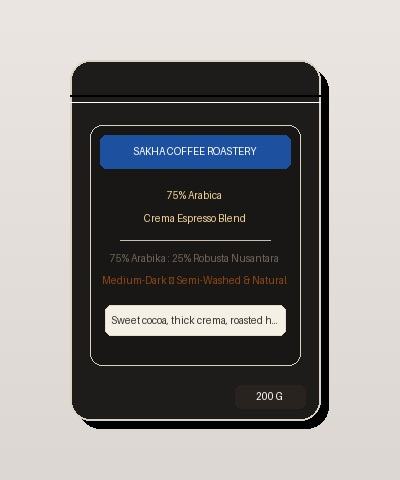 SAKHA COFFEE ROASTERY
75% Arabica
Crema Espresso Blend
75% Arabika : 25% Robusta Nusantara
Medium-Dark ▯ Semi-Washed & Natural
Sweet cocoa, thick crema, roasted h...
200 G